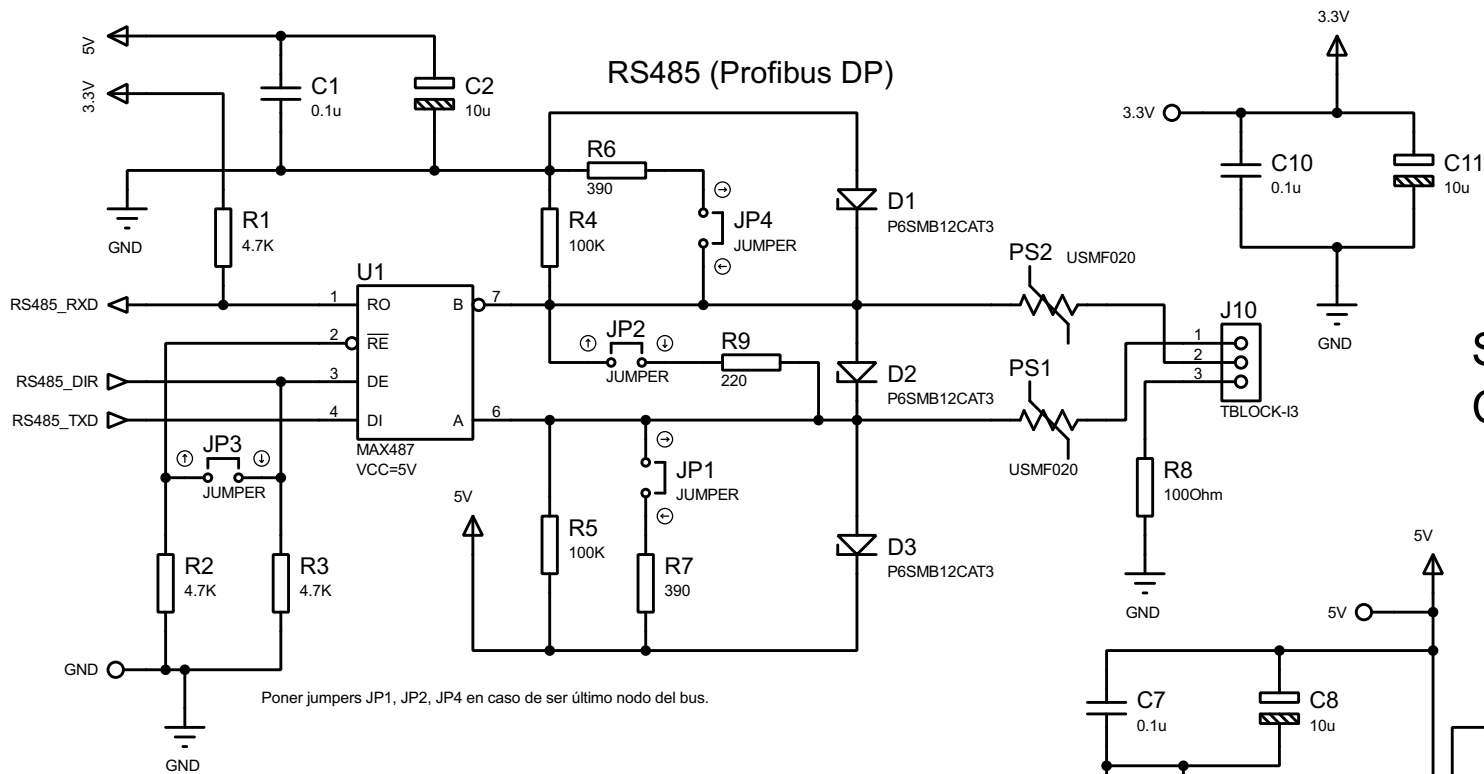 RS485 (Profibus DP)
5V
3.3V
C1
0.1u
C2
10u
GND
R1
4.7K
R6
390
R4
100K
JP4
JUMPER
D1
P6SMB12CAT3
3.3V
3.3V
C10
0.1u
C11
10u
GND
U1
RS485_RXD
1
RO
B
7
2
RE
RS485_DIR
3
DE
RS485_TXD
4
DI
A
6
MAX487
VCC=5V
JP2
JUMPER
R9
220
D2
P6SMB12CAT3
PS2
USMF020
PS1
USMF020
J10
1
2
3
TBLOCK-I3
JP3
JUMPER
5V
JP1
JUMPER
R5
100K
R7
390
D3
P6SMB12CAT3
R8
100Ohm
GND
R2
4.7K
R3
4.7K
GND
GND
Poner jumpers JP1, JP2, JP4 en caso de ser último nodo del bus.
5V
5V
C7
0.1u
C8
10u